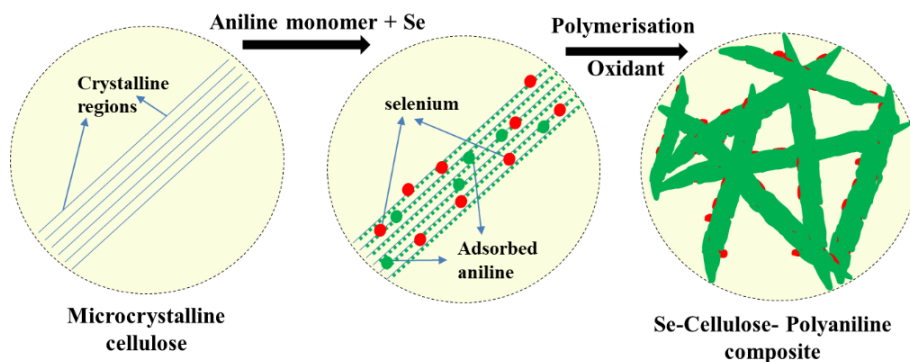 Aniline monomer + Se
Polymerisation
Oxidant
Crystalline
regions
selenium
Adsorbed
aniline
Microcrystalline
cellulose
Se-Cellulose- Polyaniline
composite